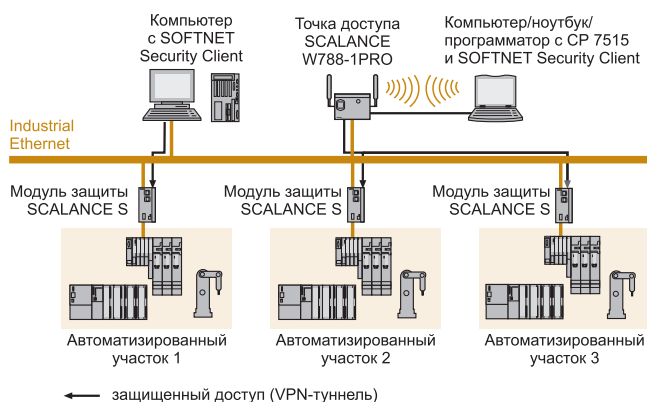 Компьютер
с SOFTNET
Security Client
Точка доступа
SCALANCE
W788-1PRO
Компьютер/ноутбук/
программатор с CP 7515
и SOFTNET Security Client
Industrial
Ethernet
Модуль защиты
SCALANCE S
Модуль защиты
SCALANCE S
Модуль защиты
SCALANCE S
Автоматизированный
участок 1
Автоматизированный
участок 2
Автоматизированный
участок 3
защищенный доступ (VPN-туннель)